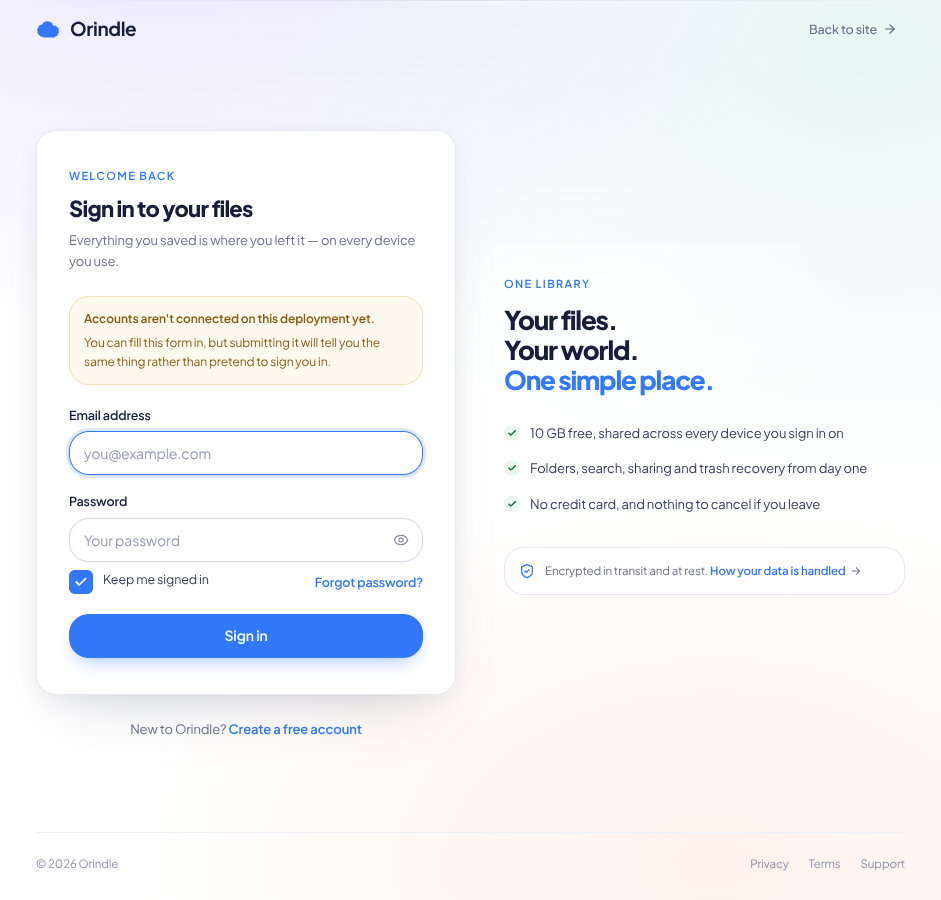 Orindle
Back to site
WELCOME BACK
Sign in to your files
Everything you saved is where you left it — on every device
you use.
Accounts aren't connected on this deployment yet.
You can fill this form in, but submitting it will tell you the
same thing rather than pretend to sign you in.
Email address
you@example.com
Password
Your password
Keep me signed in
Forgot password?
Sign in
New to Orindle? Create a free account
ONE LIBRARY
Your files.
Your world.
One simple place.
10 GB free, shared across every device you sign in on
Folders, search, sharing and trash recovery from day one
No credit card, and nothing to cancel if you leave
Encrypted in transit and at rest. How your data is handled
© 2026 Orindle
Privacy
Terms
Support